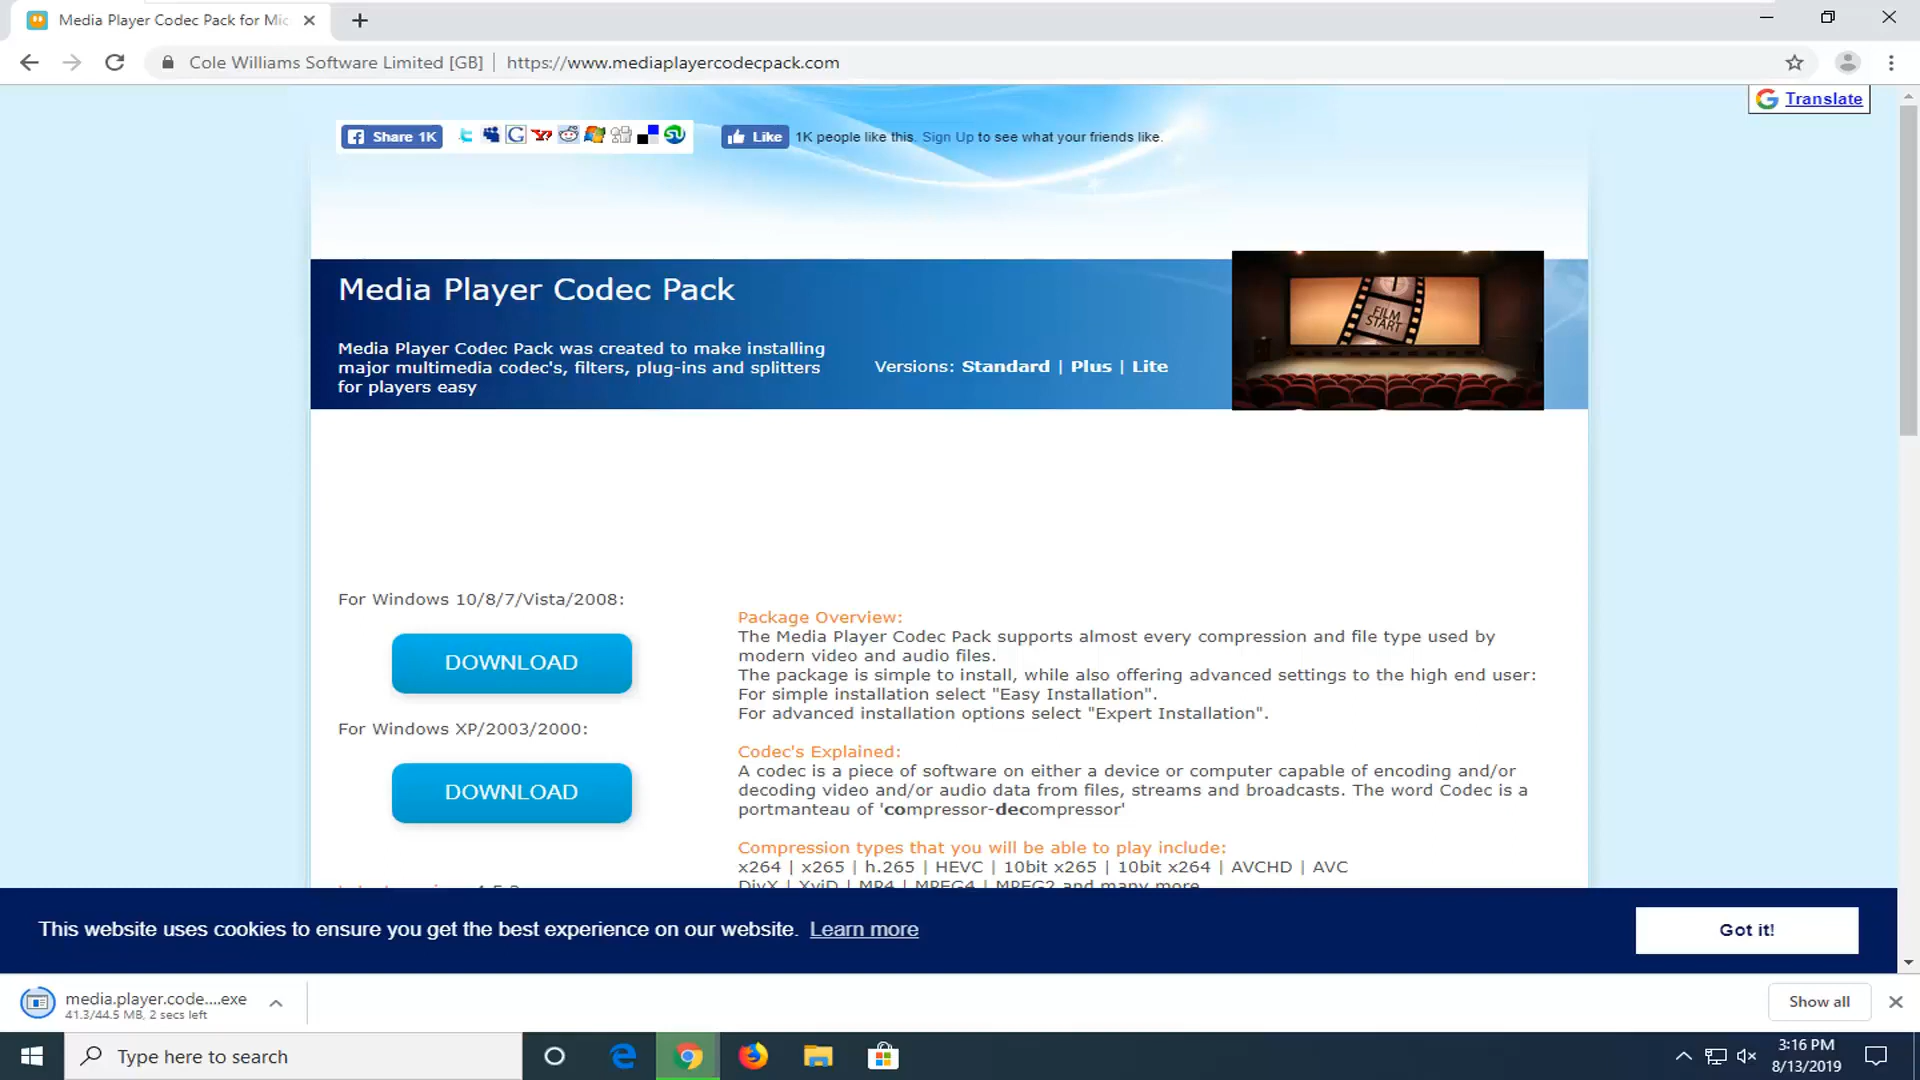 Media Player Codec Pack for Mic
Cole Williams Software Limited [GB] | https://www.mediaplayercodecpack.com
Translate
Share 1K
Like
1K people like this. Sign Up to see what your friends like.
Media Player Codec Pack
FILM
START
Media Player Codec Pack was created to make installing
major multimedia codec's, filters, plug-ins and splitters
for players easy
Versions: Standard | Plus | Lite
For Windows 10/8/7/Vista/2008:
DOWNLOAD
For Windows XP/2003/2000:
DOWNLOAD
Package Overview:
The Media Player Codec Pack supports almost every compression and file type used by
modern video and audio files.
The package is simple to install, while also offering advanced settings to the high end user:
For simple installation select "Easy Installation".
For advanced installation options select "Expert Installation".
Codec's Explained:
A codec is a piece of software on either a device or computer capable of encoding and/or
decoding video and/or audio data from files, streams and broadcasts. The word Codec is a
portmanteau of 'compressor-decompressor'
Compression types that you will be able to play include:
x264 | x265 | h.265 | HEVC | 10bit x265 | 10bit x264 | AVCHD | AVC
DivX | XviD | MP4 | MPEG4 | MPEG2 and many more
This website uses cookies to ensure you get the best experience on our website. Learn more
Got it!
media.player.code....exe
41.3/44.5 MB, 2 secs left
Show all
Type here to search
3:16 PM
8/13/2019